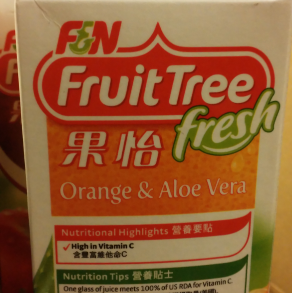 F&N
Fruit Tree
fresh
果怡
Orange & Aloe Vera
Nutritional Highlights 營養要點
High in Vitamin C
含豐富維他命C
Nutrition Tips 營養貼士
One glass of juice meets 100% of US RDA for Vitamin C.